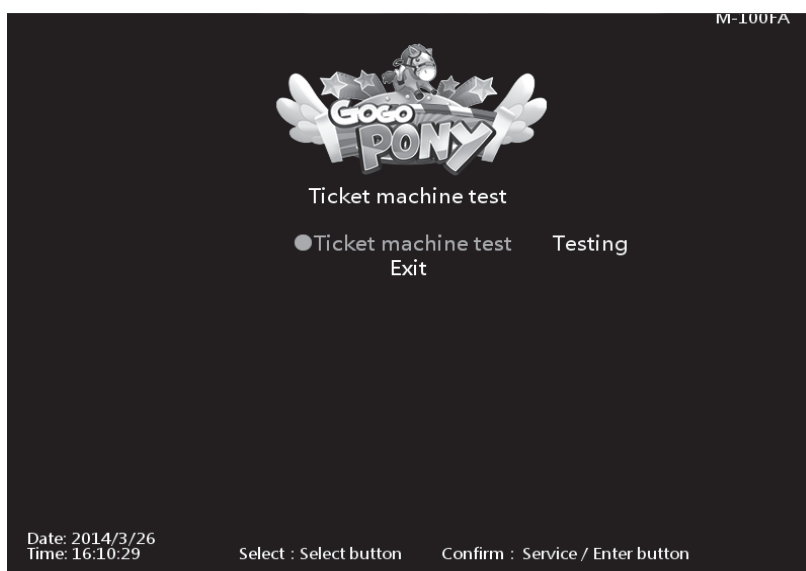 M-100FA
GOGO
PONY
Ticket machine test
Ticket machine test Testing
Exit
Date: 2014/3/26
Time: 16:10:29 Select : Select button Confirm : Service / Enter button